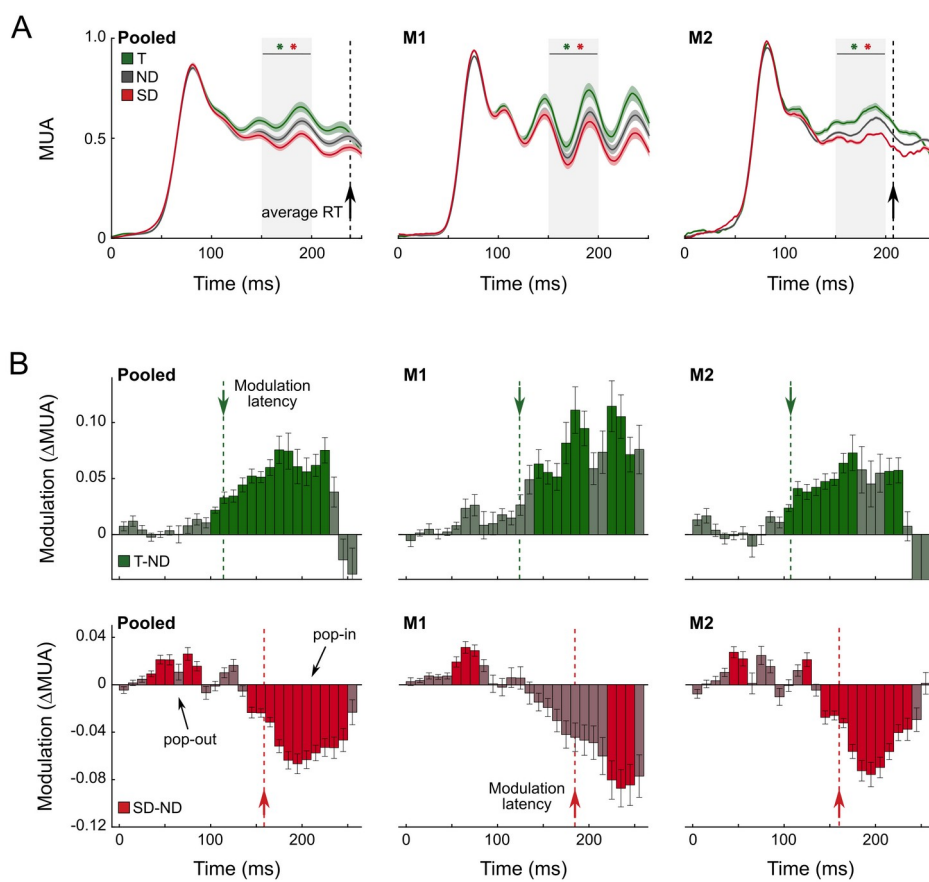 A
Pooled
M1
M2
T
ND
SD
* *
* *
* *
average RT
MUA
1.0
0.5
0
0 100 200
0 100 200
0 100 200
Time (ms)
Time (ms)
Time (ms)
B
Pooled
M1
M2
Modulation latency
Modulation (ΔMUA)
0.10
0.05
0
T-ND
Pooled
M1
M2
pop-in
pop-out
Modulation latency
Modulation (ΔMUA)
0.04
0
-0.04
-0.08
-0.12
SD-ND
0 100 200
0 100 200
0 100 200
Time (ms)
Time (ms)
Time (ms)